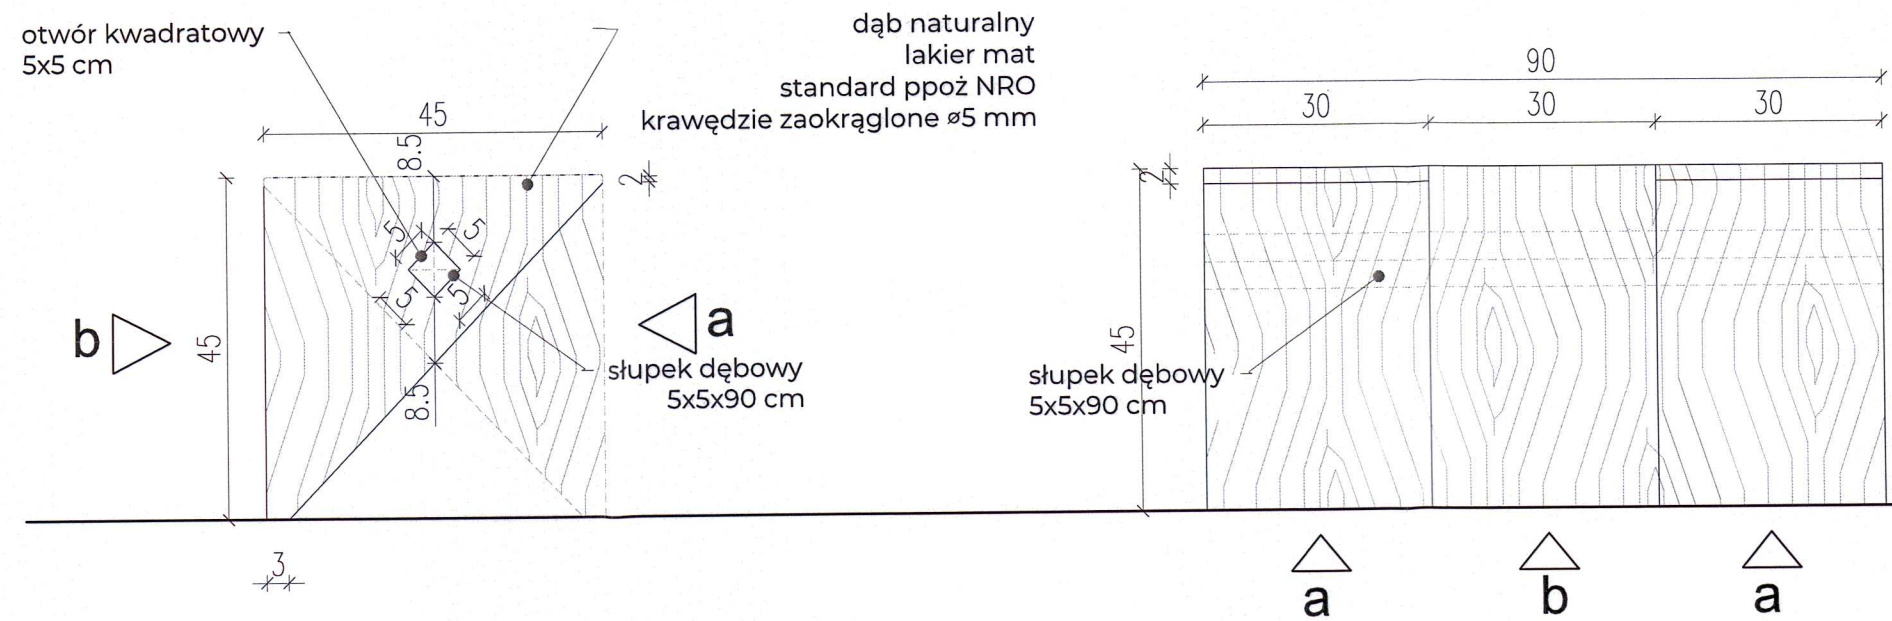 otwór kwadratowy
5x5 cm
dąb naturalny
lakier mat
standard ppoż NRO
krawędzie zaokrąglone ø5 mm
45
8.5
2
5
5
5
5
b
45
a
słupek dębowy
5x5x90 cm
8.5
3
90
30
30
30
2
45
słupek dębowy
5x5x90 cm
a
b
a